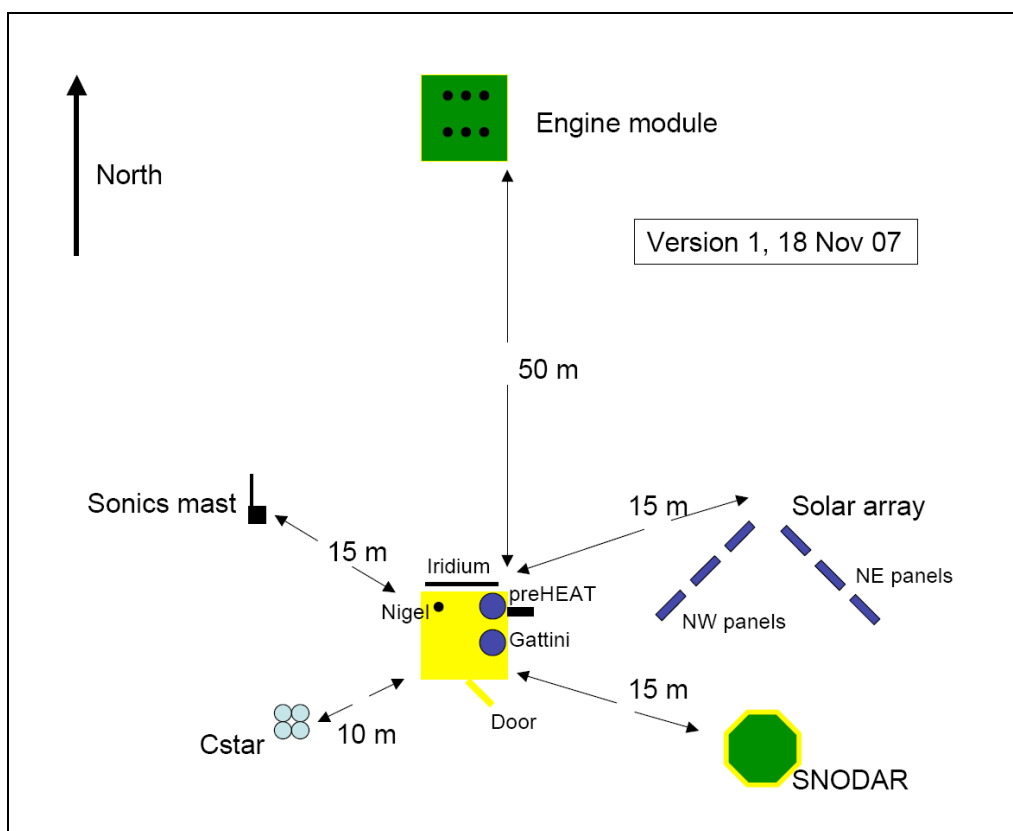 Engine module
North
Version 1, 18 Nov 07
50 m
Sonics mast
15 m
Solar array
15 m
Iridium
NE panels
preHEAT
Nigel
NW panels
Gattini
15 m
Door
Cstar
10 m
SNODAR